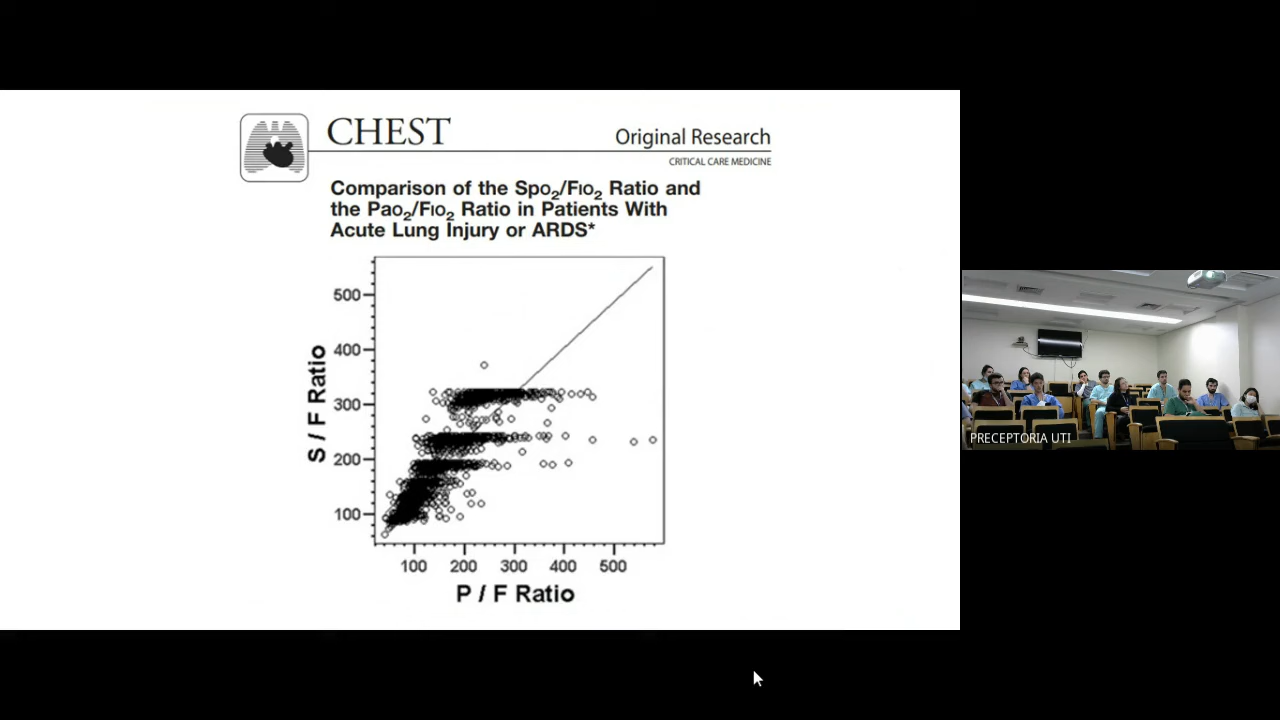 CHEST
Original Research
CRITICAL CARE MEDICINE
Comparison of the SpO₂/FIO₂ Ratio and
the PaO₂/FIO₂ Ratio in Patients With
Acute Lung Injury or ARDS*
500
400
300
200
100
S / F Ratio
100 200 300 400 500
P / F Ratio
PRECEPTORIA UTI